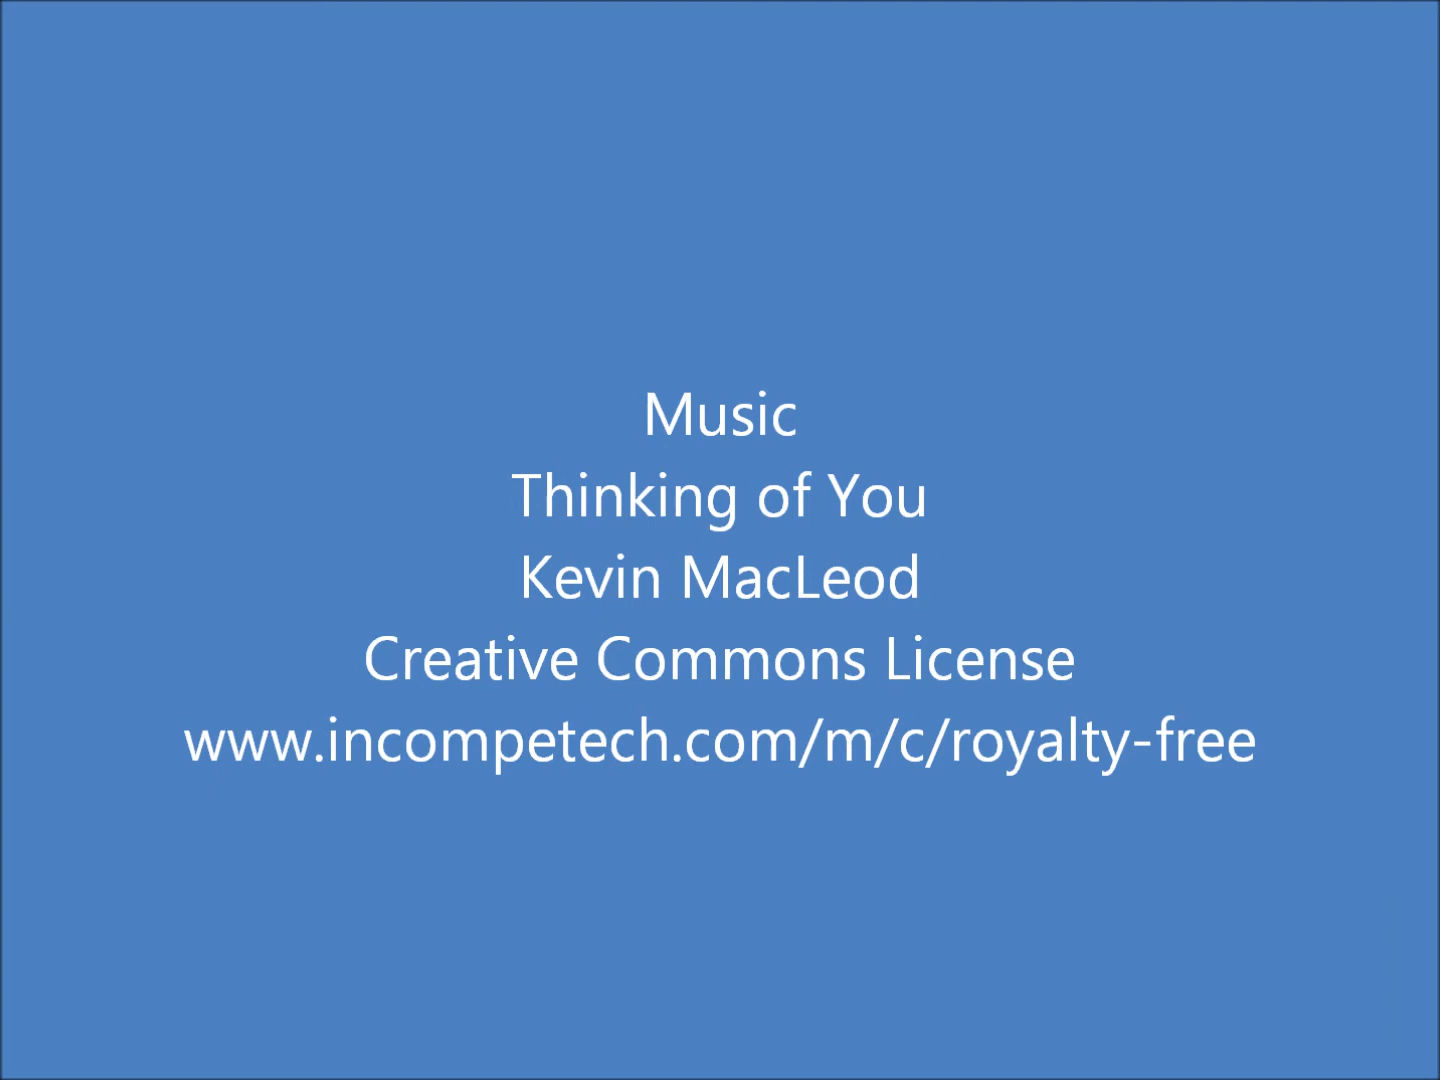 Music
Thinking of You
Kevin MacLeod
Creative Commons License
www.incompetech.com/m/c/royalty-free